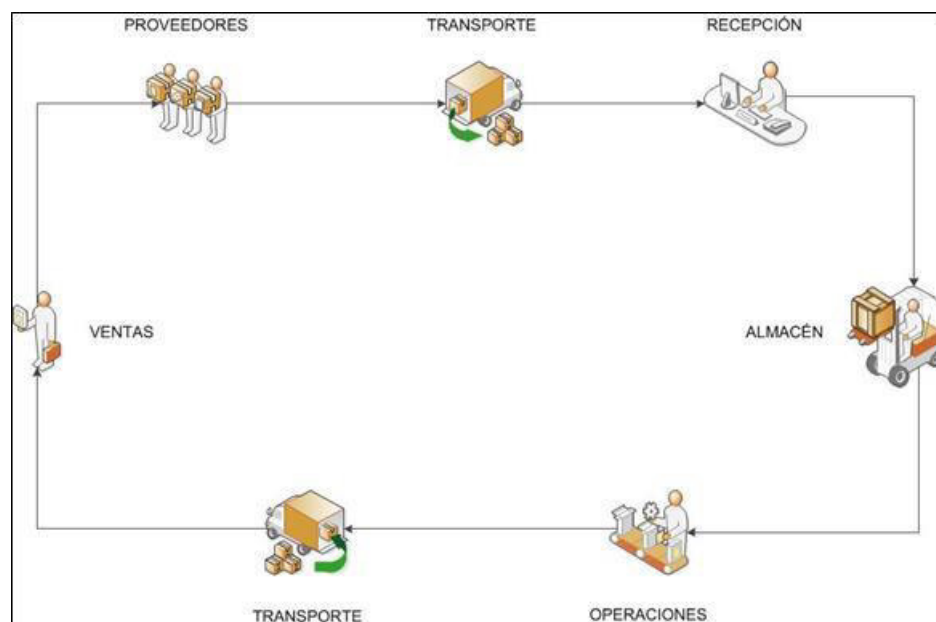 PROVEEDORES
TRANSPORTE
RECEPCIÓN
VENTAS
ALMACÉN
TRANSPORTE
OPERACIONES